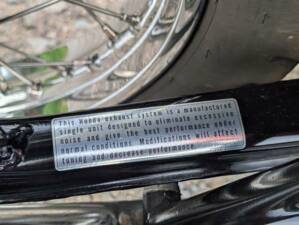 This Honda exhaust system is a manufactured
single unit designed to eliminate excessive
noise and give the best performance under
normal conditions. Modifications will effect
tuning and decrease performance.